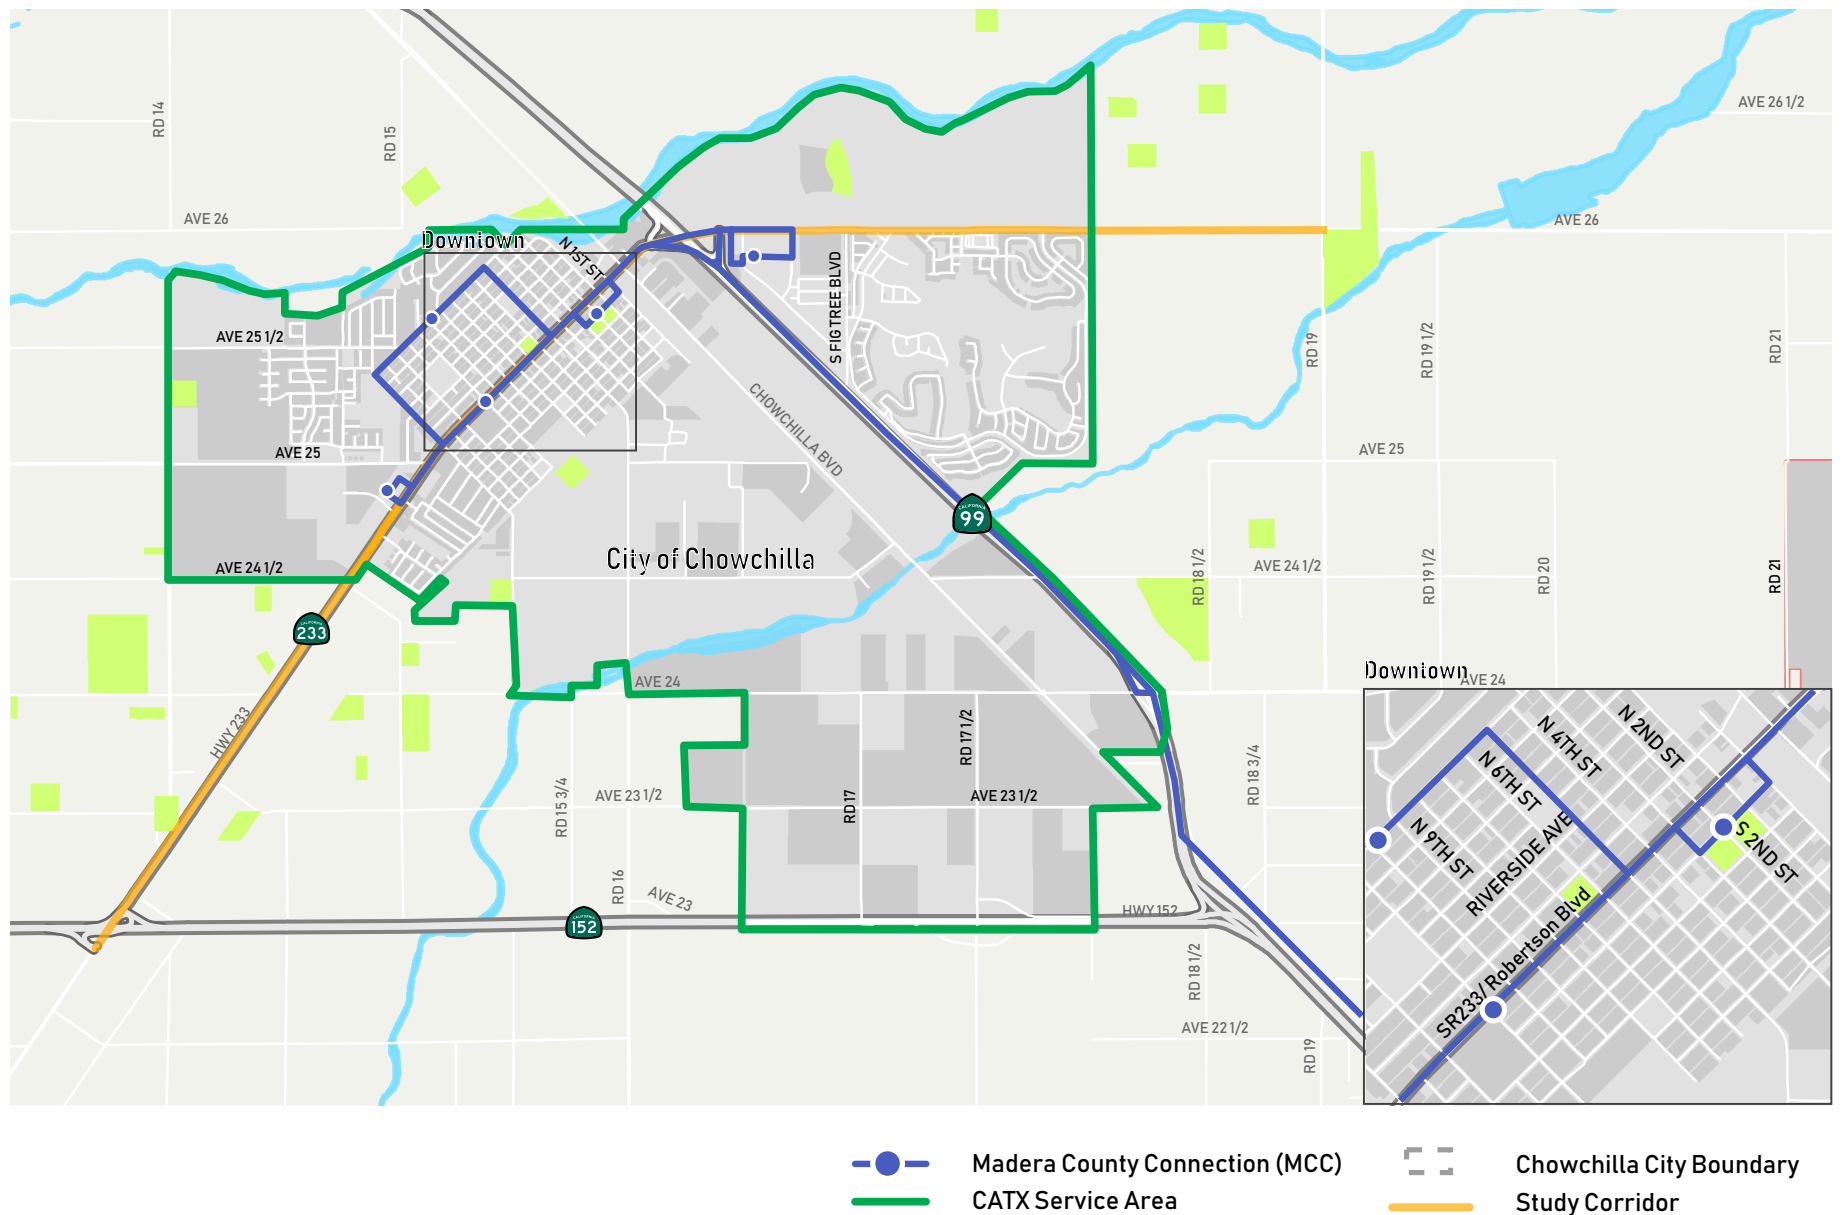 RD 14
RD 15
AVE 26 1/2
AVE 26
AVE 26
Downtown
N 1ST ST
S FIG TREE BLVD
AVE 25 1/2
RD 19
RD 19 1/2
RD 21
CHOWCHILLA BVD
AVE 25
AVE 25
CALIFORNIA
99
City of Chowchilla
AVE 24 1/2
RD 18 1/2
AVE 24 1/2
RD 19 1/2
RD 20
RD 21
CALIFORNIA
233
AVE 24
Downtown
AVE 24
HWY 233
RD 17 1/2
N 2ND ST
N 4TH ST
N 6TH ST
RD 15 3/4
AVE 23 1/2
RD 17
AVE 23 1/2
RD 18 3/4
N 9TH ST
RIVERSIDE AVE
S 2ND ST
RD 16
AVE 23
CALIFORNIA
152
HWY 152
SR233/ Robertson Blvd
RD 18 1/2
AVE 22 1/2
RD 19
Madera County Connection (MCC)
Chowchilla City Boundary
CATX Service Area
Study Corridor